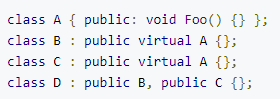 class A { public: void Foo() {} };
class B : public virtual A {};
class C : public virtual A {};
class D : public B, public C {};